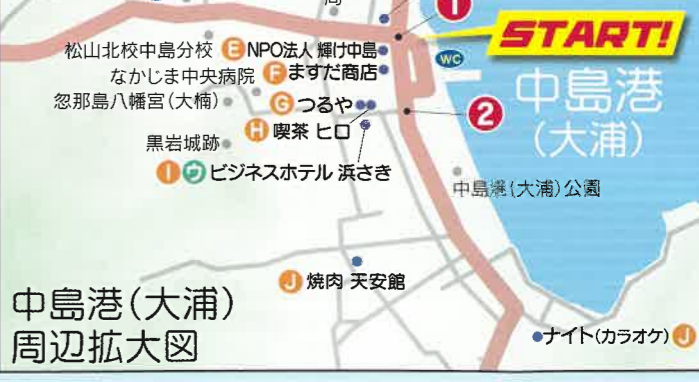 1
START!
WC
松山北校中島分校
E NPO法人 輝け中島
なかじま中央病院
F ますだ商店
忽那島八幡宮(大楠)
G つるや
H 喫茶 ヒロ
2
中島港
(大浦)
黒岩城跡
I ウ ビジネスホテル 浜さき
中島港(大浦)公園
J 焼肉 天安館
中島港(大浦)
周辺拡大図
ナイト(カラオケ) J